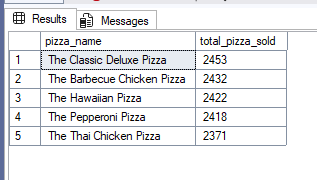 Results Messages
pizza_name total_pizza_sold
1 The Classic Deluxe Pizza 2453
2 The Barbecue Chicken Pizza 2432
3 The Hawaiian Pizza 2422
4 The Pepperoni Pizza 2418
5 The Thai Chicken Pizza 2371